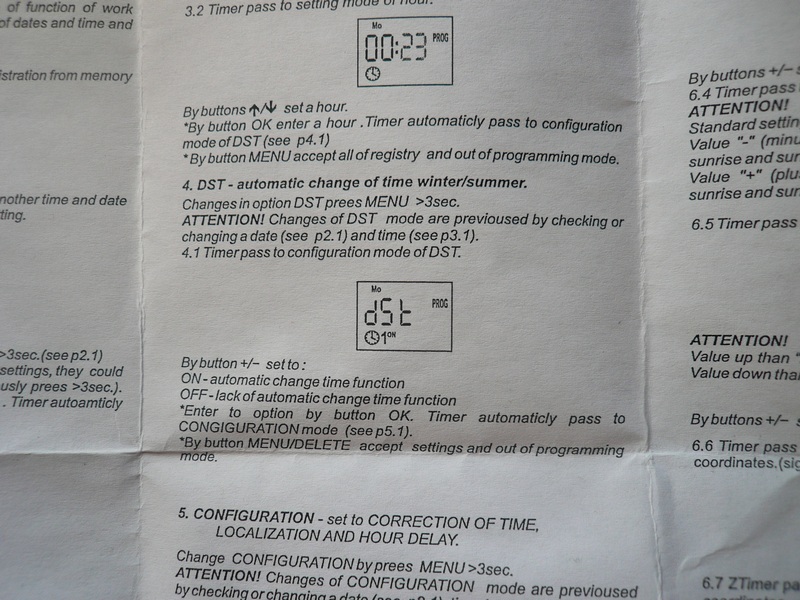 of function of work
of dates and time and
istration from memory
nother time and date
ting.
>3sec.(see p2.1)
settings, they could
usly prees >3sec.).
. Timer autoamticly
3.2 Timer pass to setting mode of hour.
Mo
00:23 PROG
By buttons ↑/↓ set a hour.
*By button OK enter a hour .Timer automaticly pass to configuration
mode of DST (see p4.1)
*By button MENU accept all of registry and out of programming mode.
4. DST - automatic change of time winter/summer.
Changes in option DST prees MENU >3sec.
ATTENTION! Changes of DST mode are previoused by checking or
changing a date (see p2.1) and time (see p3.1).
4.1 Timer pass to configuration mode of DST.
Mo
dSt PROG
1 ON
By button +/- set to :
ON - automatic change time function
OFF - lack of automatic change time function
*Enter to option by button OK. Timer automaticly pass to
CONGIGURATION mode (see p5.1).
*By button MENU/DELETE accept settings and out of programming
mode.
5. CONFIGURATION - set to CORRECTION OF TIME,
LOCALIZATION AND HOUR DELAY.
Change CONFIGURATION by prees MENU >3sec.
ATTENTION! Changes of CONFIGURATION mode are previoused
by checking or changing a date (see
By buttons +/- s
6.4 Timer pass
ATTENTION!
Standard settin
Value "-" (minu
sunrise and sur
Value "+" (plu
sunrise and sur
6.5 Timer pass
ATTENTION!
Value up than "
Value down tha
By buttons +/- s
6.6 Timer pass
coordinates.(sig
6.7 ZTimer pa